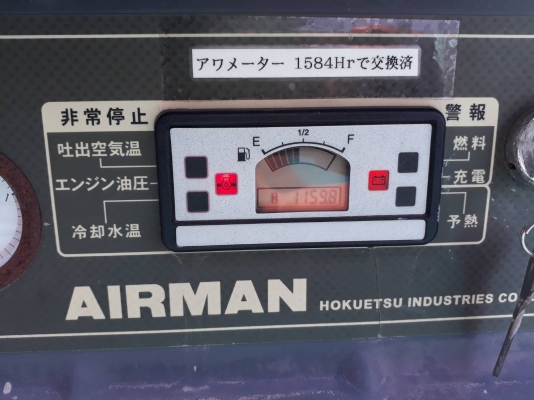 アワメーター 1584Hrで交換済
非常停止
警報
吐出空気温
燃料
エンジン油圧
充電
冷却水温
予熱
E 1/2 F
H 11598
AIRMAN HOKUETSU INDUSTRIES CO